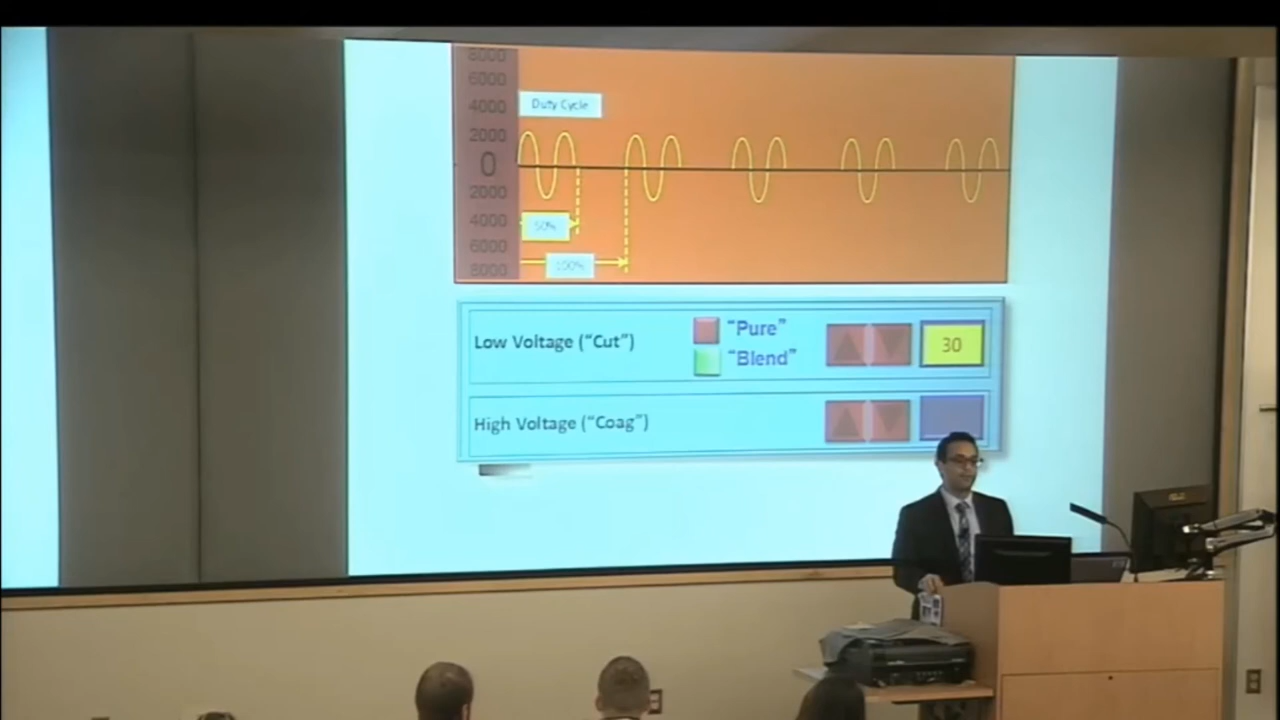 8000
6000
4000
Duty Cycle
2000
0
2000
4000
50%
6000
100%
8000
Low Voltage ("Cut")
"Pure"
"Blend"
30
High Voltage ("Coag")